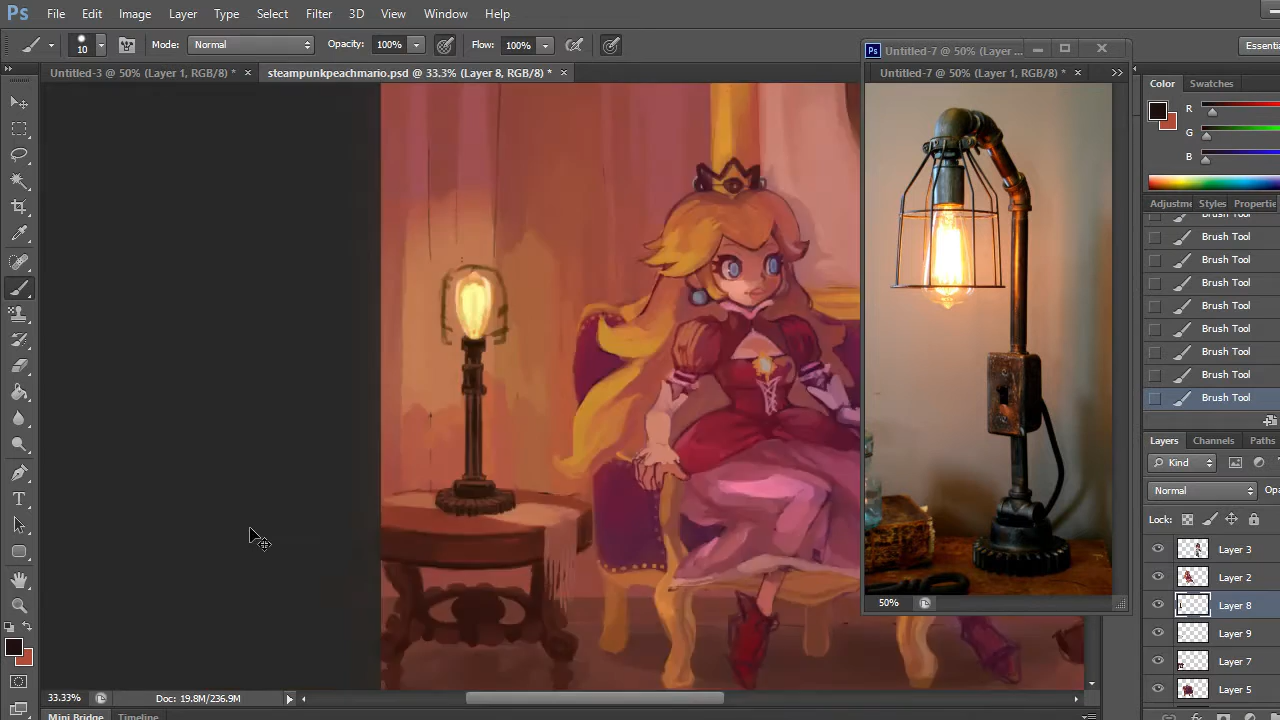 Ps File Edit Image Layer Type Select Filter 3D View Window Help
10 Mode: Normal Opacity: 100% Flow: 100% Essenti
Untitled-3 @ 50% (Layer 1, RGB/8) * × steampunkpeachmario.psd @ 33.3% (Layer 8, RGB/8) * ×
Ps Untitled-7 @ 50% (Layer ...
Untitled-7 @ 50% (Layer 1, RGB/8) * ×
Color Swatches
R
G
B
Adjustme Styles Propertie
Brush Tool
Brush Tool
Brush Tool
Brush Tool
Brush Tool
Brush Tool
Brush Tool
Brush Tool
Brush Tool
Layers Channels Paths
Kind
Normal Opa
Lock:
Layer 3
Layer 2
Layer 8
Layer 9
Layer 7
Layer 5
50%
33.33% Doc: 19.8M/236.9M
Mini Bridge Timeline